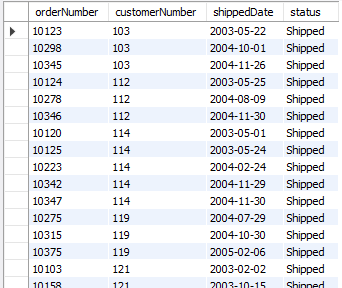 orderNumber customerNumber shippedDate status
10123 103 2003-05-22 Shipped
10298 103 2004-10-01 Shipped
10345 103 2004-11-26 Shipped
10124 112 2003-05-25 Shipped
10278 112 2004-08-09 Shipped
10346 112 2004-11-30 Shipped
10120 114 2003-05-01 Shipped
10125 114 2003-05-24 Shipped
10223 114 2004-02-24 Shipped
10342 114 2004-11-29 Shipped
10347 114 2004-11-30 Shipped
10275 119 2004-07-29 Shipped
10315 119 2004-10-30 Shipped
10375 119 2005-02-06 Shipped
10103 121 2003-02-02 Shipped
10158 121 2003-10-15 Shipped